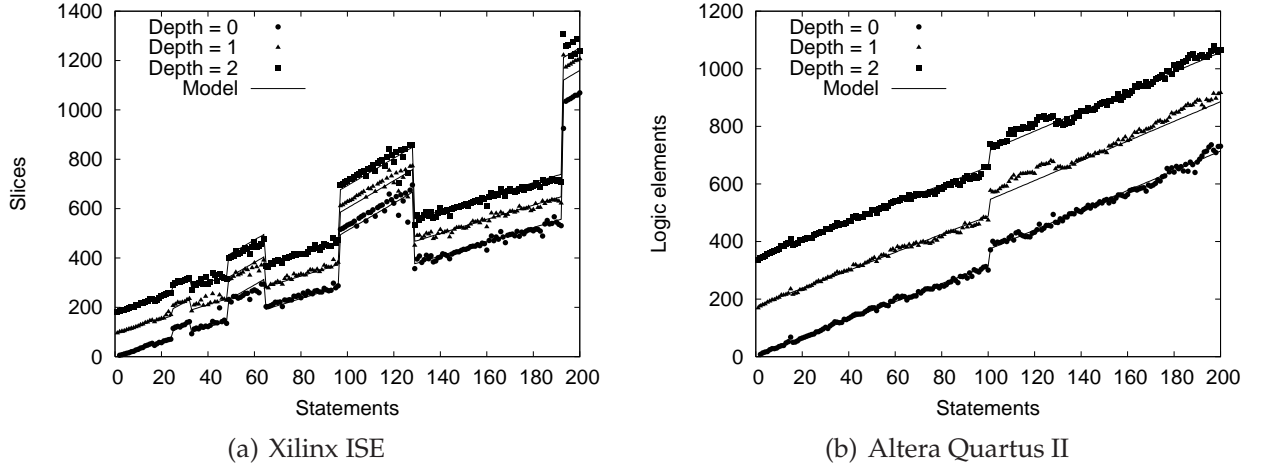 1400
1200
1000
800
600
400
200
0
Slices
Depth = 0
Depth = 1
Depth = 2
Model
0 20 40 60 80 100 120 140 160 180 200
Statements
(a) Xilinx ISE
1200
1000
800
600
400
200
0
Logic elements
Depth = 0
Depth = 1
Depth = 2
Model
0 20 40 60 80 100 120 140 160 180 200
Statements
(b) Altera Quartus II